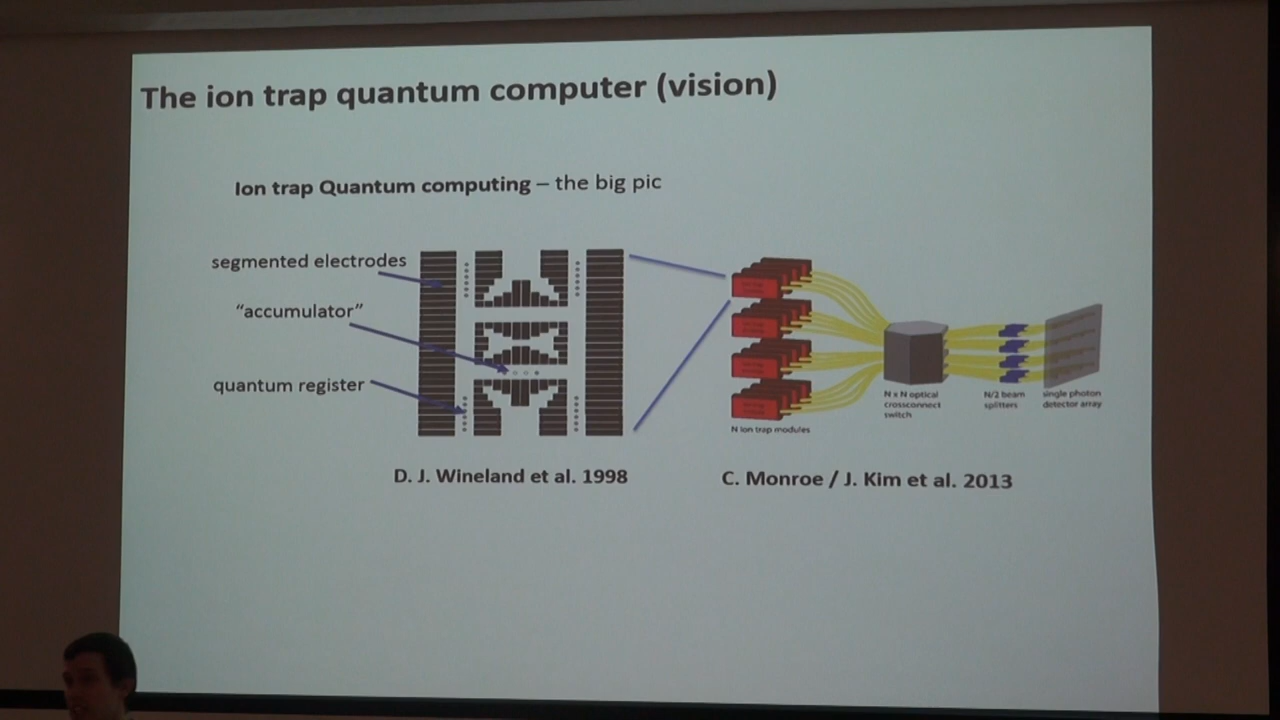 The ion trap quantum computer (vision)
Ion trap Quantum computing – the big pic
segmented electrodes
“accumulator”
quantum register
N ion trap modules
N x N optical
crossconnect
switch
N/2 beam
splitters
single photon
detector array
D. J. Wineland et al. 1998
C. Monroe / J. Kim et al. 2013